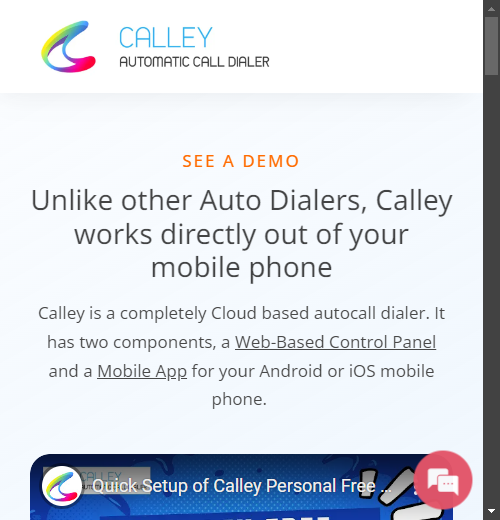 CALLEY
AUTOMATIC CALL DIALER
SEE A DEMO
Unlike other Auto Dialers, Calley
works directly out of your
mobile phone
Calley is a completely Cloud based autocall dialer. It
has two components, a Web-Based Control Panel
and a Mobile App for your Android or iOS mobile
phone.
Quick Setup of Calley Personal Free ...